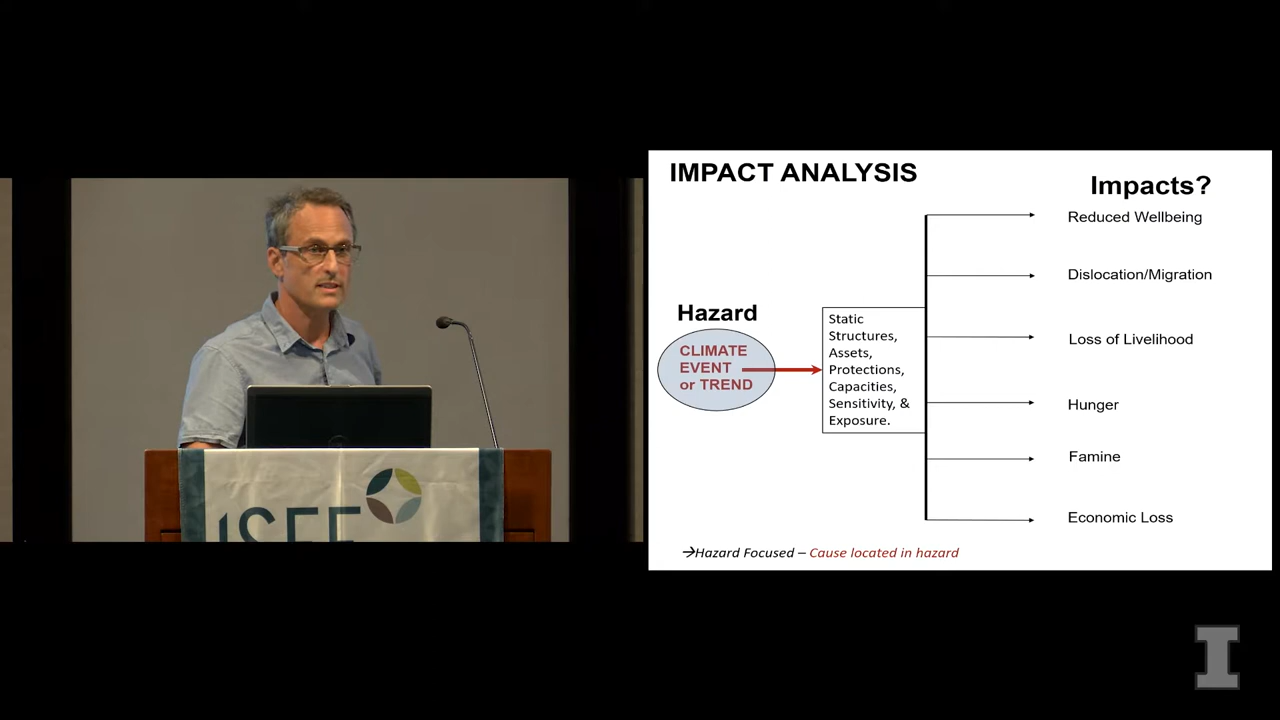 IMPACT ANALYSIS
Impacts?
Reduced Wellbeing
Dislocation/Migration
Hazard
CLIMATE
EVENT
or TREND
Static
Structures,
Assets,
Protections,
Capacities,
Sensitivity, &
Exposure.
Loss of Livelihood
Hunger
Famine
Economic Loss
→Hazard Focused – Cause located in hazard
ISEE
I